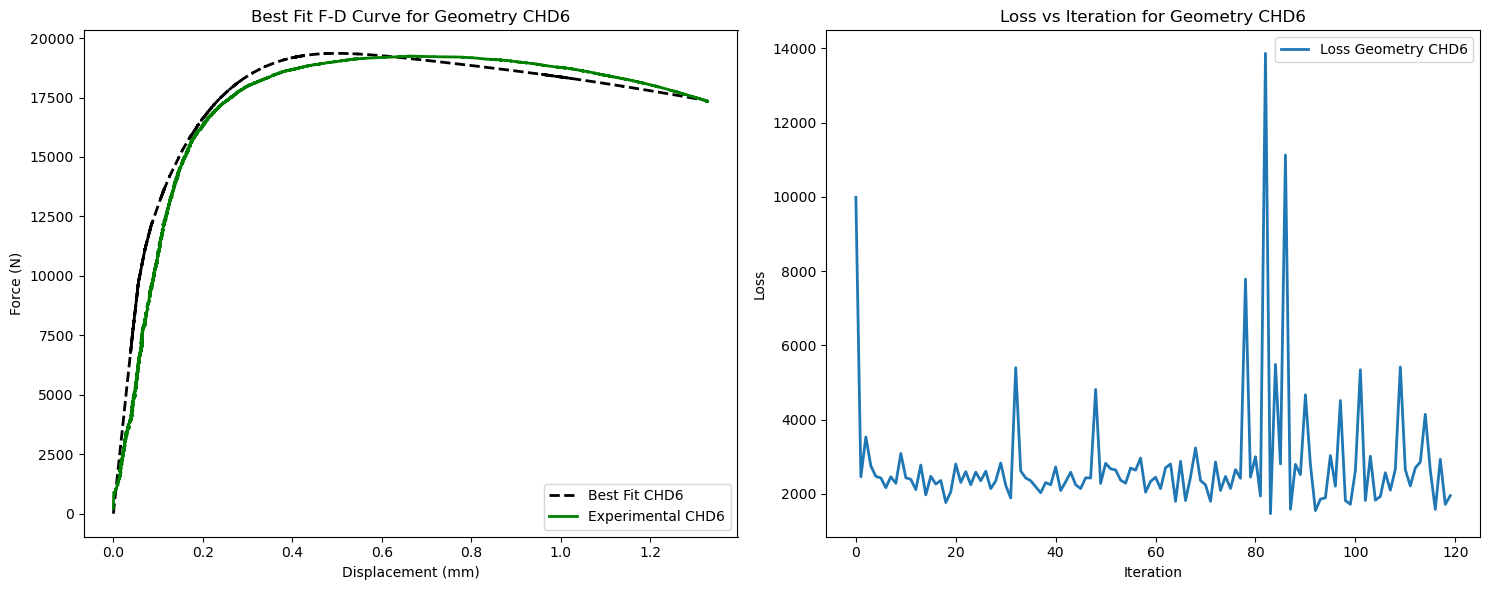 Best Fit F-D Curve for Geometry CHD6
Force (N)
20000
17500
15000
12500
10000
7500
5000
2500
0
0.0 0.2 0.4 0.6 0.8 1.0 1.2
Displacement (mm)
Best Fit CHD6
Experimental CHD6
Loss vs Iteration for Geometry CHD6
Loss
14000
12000
10000
8000
6000
4000
2000
0 20 40 60 80 100 120
Iteration
Loss Geometry CHD6